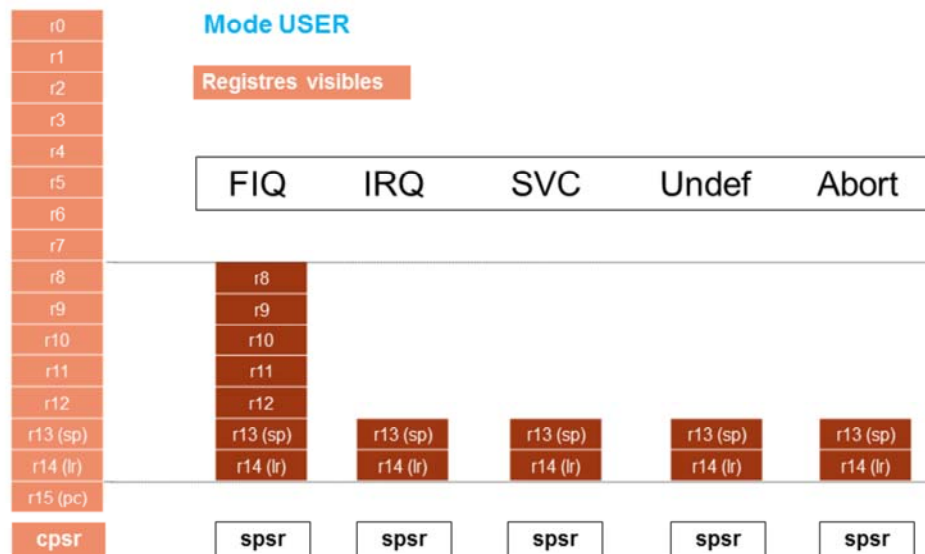 Mode USER
Registres visibles
FIQ IRQ SVC Undef Abort
r0
r1
r2
r3
r4
r5
r6
r7
r8 r8
r9 r9
r10 r10
r11 r11
r12 r12
r13 (sp) r13 (sp) r13 (sp) r13 (sp) r13 (sp) r13 (sp)
r14 (lr) r14 (lr) r14 (lr) r14 (lr) r14 (lr) r14 (lr)
r15 (pc)
cpsr spsr spsr spsr spsr spsr